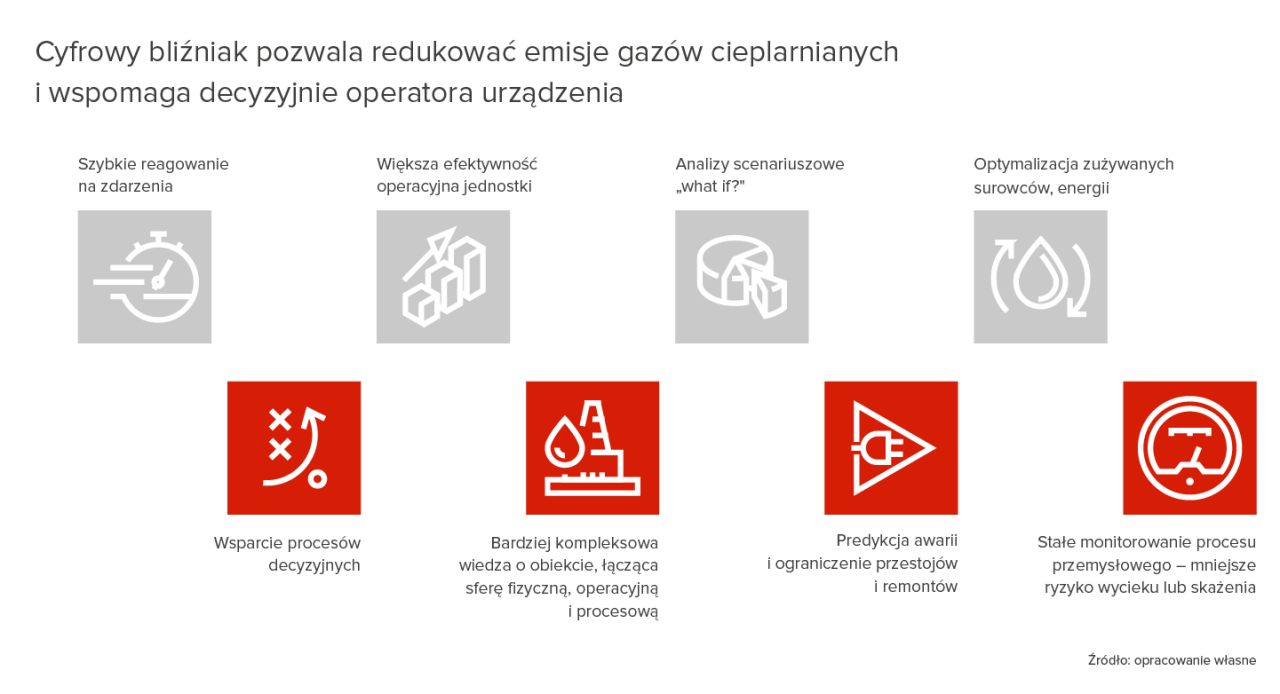 Cyfrowy bliźniak pozwala redukować emisje gazów cieplarnianych
i wspomaga decyzyjnie operatora urządzenia
Szybkie reagowanie
na zdarzenia
Większa efektywność
operacyjna jednostki
Analizy scenariuszowe
„what if?"
Optymalizacja zużywanych
surowców, energii
Wsparcie procesów
decyzyjnych
Bardziej kompleksowa
wiedza o obiekcie, łącząca
sferę fizyczną, operacyjną
i procesową
Predykcja awarii
i ograniczenie przestojów
i remontów
Stałe monitorowanie procesu
przemysłowego – mniejsze
ryzyko wycieku lub skażenia
Źródło: opracowanie własne